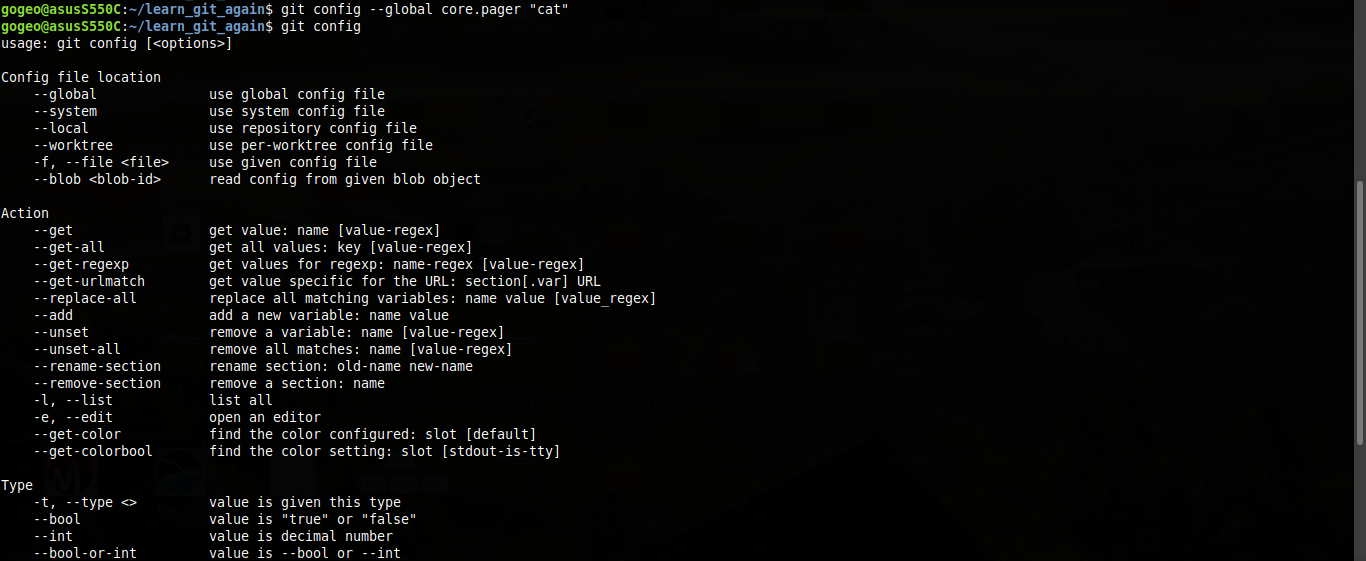 gogeo@asusS550C:~/learn_git_again$ git config --global core.pager "cat"
gogeo@asusS550C:~/learn_git_again$ git config
usage: git config [<options>]

Config file location
    --global              use global config file
    --system              use system config file
    --local               use repository config file
    --worktree            use per-worktree config file
    -f, --file <file>     use given config file
    --blob <blob-id>      read config from given blob object

Action
    --get                 get value: name [value-regex]
    --get-all             get all values: key [value-regex]
    --get-regexp          get values for regexp: name-regex [value-regex]
    --get-urlmatch        get value specific for the URL: section[.var] URL
    --replace-all         replace all matching variables: name value [value_regex]
    --add                 add a new variable: name value
    --unset               remove a variable: name [value-regex]
    --unset-all           remove all matches: name [value-regex]
    --rename-section      rename section: old-name new-name
    --remove-section      remove a section: name
    -l, --list            list all
    -e, --edit            open an editor
    --get-color           find the color configured: slot [default]
    --get-colorbool       find the color setting: slot [stdout-is-tty]

Type
    -t, --type <>         value is given this type
    --bool                value is "true" or "false"
    --int                 value is decimal number
    --bool-or-int         value is --bool or --int